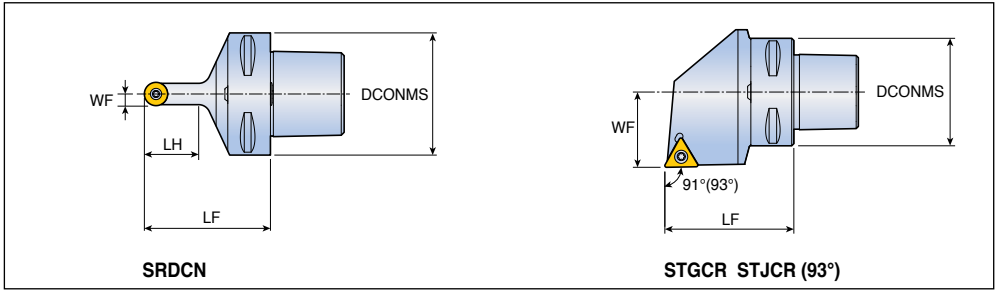 WF
LH
LF
DCONMS
SRDCN
WF
91°(93°)
LF
DCONMS
STGCR STJCR (93°)